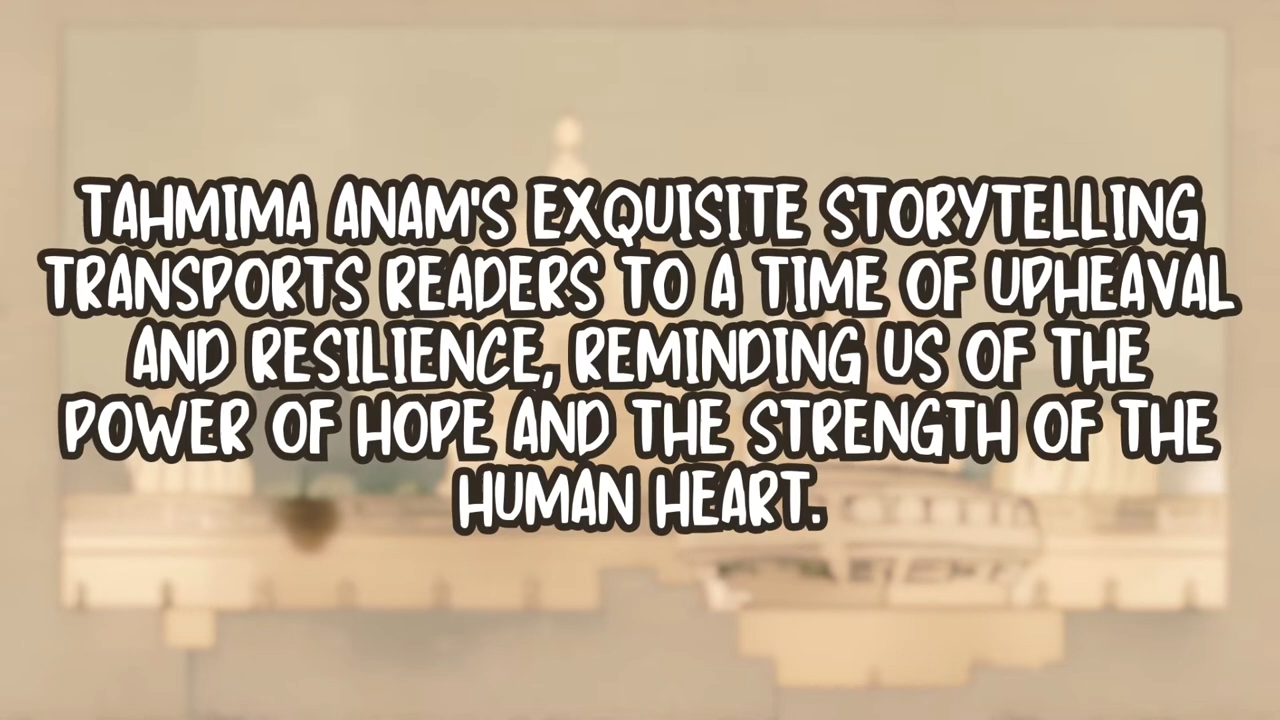 TAHMIMA ANAM'S EXQUISITE STORYTELLING
TRANSPORTS READERS TO A TIME OF UPHEAVAL
AND RESILIENCE, REMINDING US OF THE
POWER OF HOPE AND THE STRENGTH OF THE
HUMAN HEART.